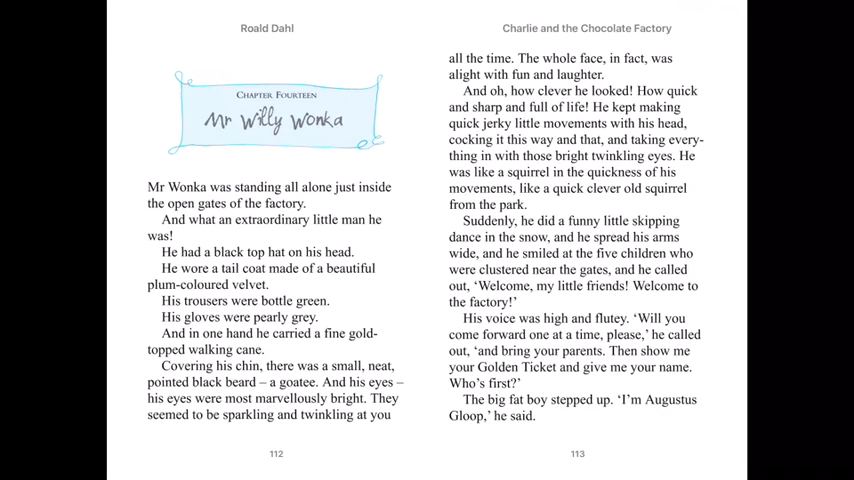 Roald Dahl
CHAPTER FOURTEEN
Mr Willy Wonka
Mr Wonka was standing all alone just inside
the open gates of the factory.
And what an extraordinary little man he
was!
He had a black top hat on his head.
He wore a tail coat made of a beautiful
plum-coloured velvet.
His trousers were bottle green.
His gloves were pearly grey.
And in one hand he carried a fine gold-
topped walking cane.
Covering his chin, there was a small, neat,
pointed black beard – a goatee. And his eyes –
his eyes were most marvellously bright. They
seemed to be sparkling and twinkling at you
112
Charlie and the Chocolate Factory
all the time. The whole face, in fact, was
alight with fun and laughter.
And oh, how clever he looked! How quick
and sharp and full of life! He kept making
quick jerky little movements with his head,
cocking it this way and that, and taking every-
thing in with those bright twinkling eyes. He
was like a squirrel in the quickness of his
movements, like a quick clever old squirrel
from the park.
Suddenly, he did a funny little skipping
dance in the snow, and he spread his arms
wide, and he smiled at the five children who
were clustered near the gates, and he called
out, ‘Welcome, my little friends! Welcome to
the factory!’
His voice was high and flutey. ‘Will you
come forward one at a time, please,’ he called
out, ‘and bring your parents. Then show me
your Golden Ticket and give me your name.
Who’s first?’
The big fat boy stepped up. ‘I’m Augustus
Gloop,’ he said.
113